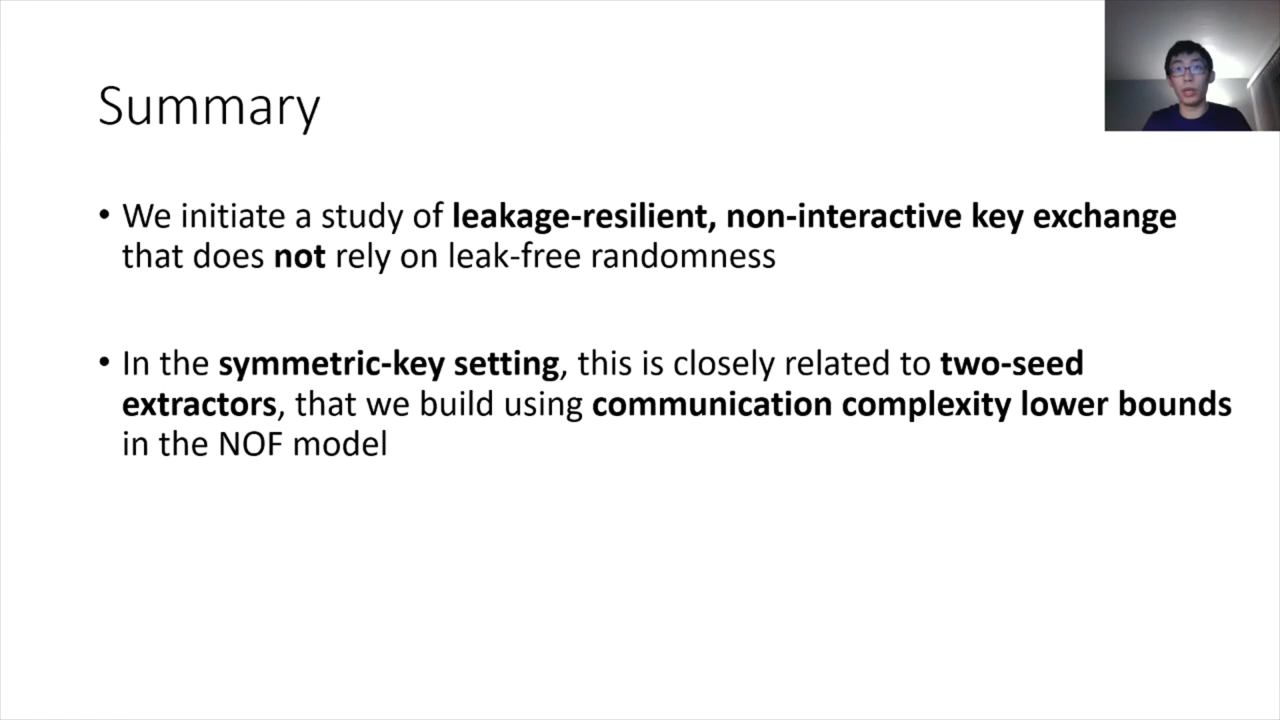 Summary
• We initiate a study of leakage-resilient, non-interactive key exchange
that does not rely on leak-free randomness
• In the symmetric-key setting, this is closely related to two-seed
extractors, that we build using communication complexity lower bounds
in the NOF model